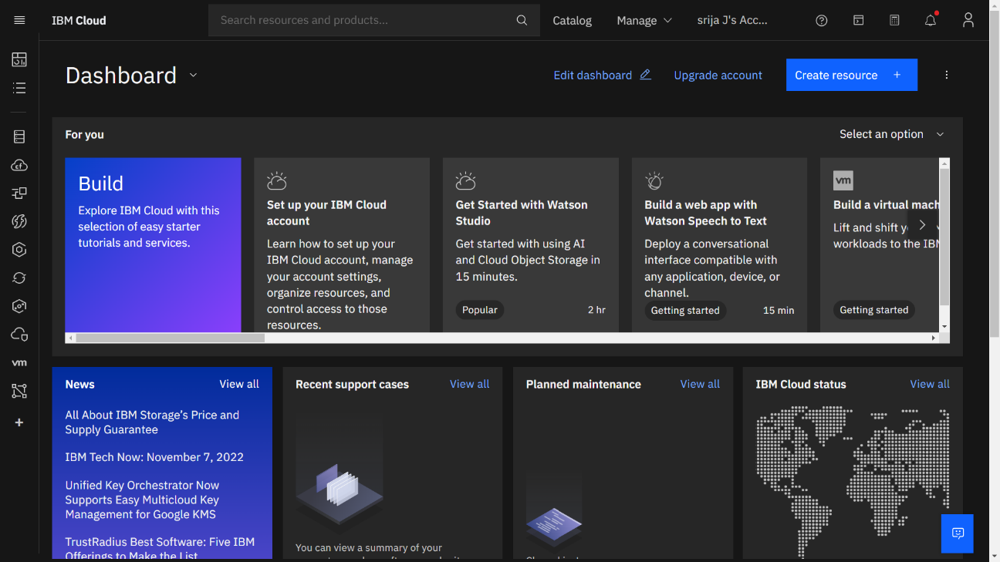 IBM Cloud
Search resources and products...
Catalog
Manage
srija J's Acc...
Dashboard
Edit dashboard
Upgrade account
Create resource +
For you
Select an option
Build
Explore IBM Cloud with this
selection of easy starter
tutorials and services.
Set up your IBM Cloud
account
Learn how to set up your
IBM Cloud account, manage
your account settings,
organize resources, and
control access to those
resources.
Get Started with Watson
Studio
Get started with using AI
and Cloud Object Storage in
15 minutes.
Popular
2 hr
Build a web app with
Watson Speech to Text
Deploy a conversational
interface compatible with
any application, device, or
channel.
Getting started
15 min
vm
Build a virtual mach
Lift and shift
workloads to the IBM
Getting started
cf
vm
News
View all
All About IBM Storage's Price and
Supply Guarantee
IBM Tech Now: November 7, 2022
Unified Key Orchestrator Now
Supports Easy Multicloud Key
Management for Google KMS
TrustRadius Best Software: Five IBM
Offerings to Make the List
Recent support cases
View all
You can view a summary of your
Planned maintenance
View all
IBM Cloud status
View all